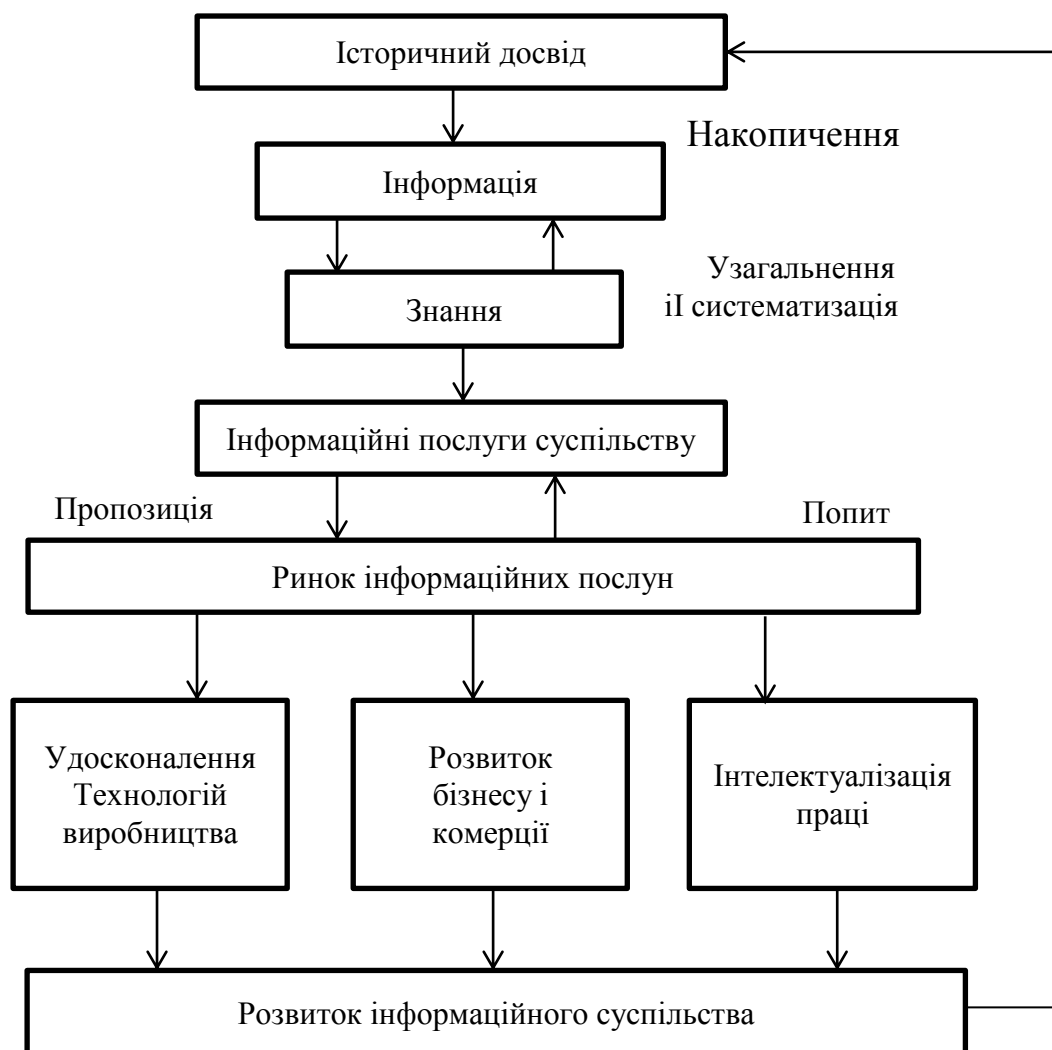 Історичний досвід
Накопичення
Інформація
Узагальнення
іІ систематизація
Знання
Інформаційні послуги суспільству
Пропозиція
Попит
Ринок інформаційних послун
Удосконалення
Технологій
виробництва
Розвиток
бізнесу і
комерції
Інтелектуалізація
праці
Розвиток інформаційного суспільства